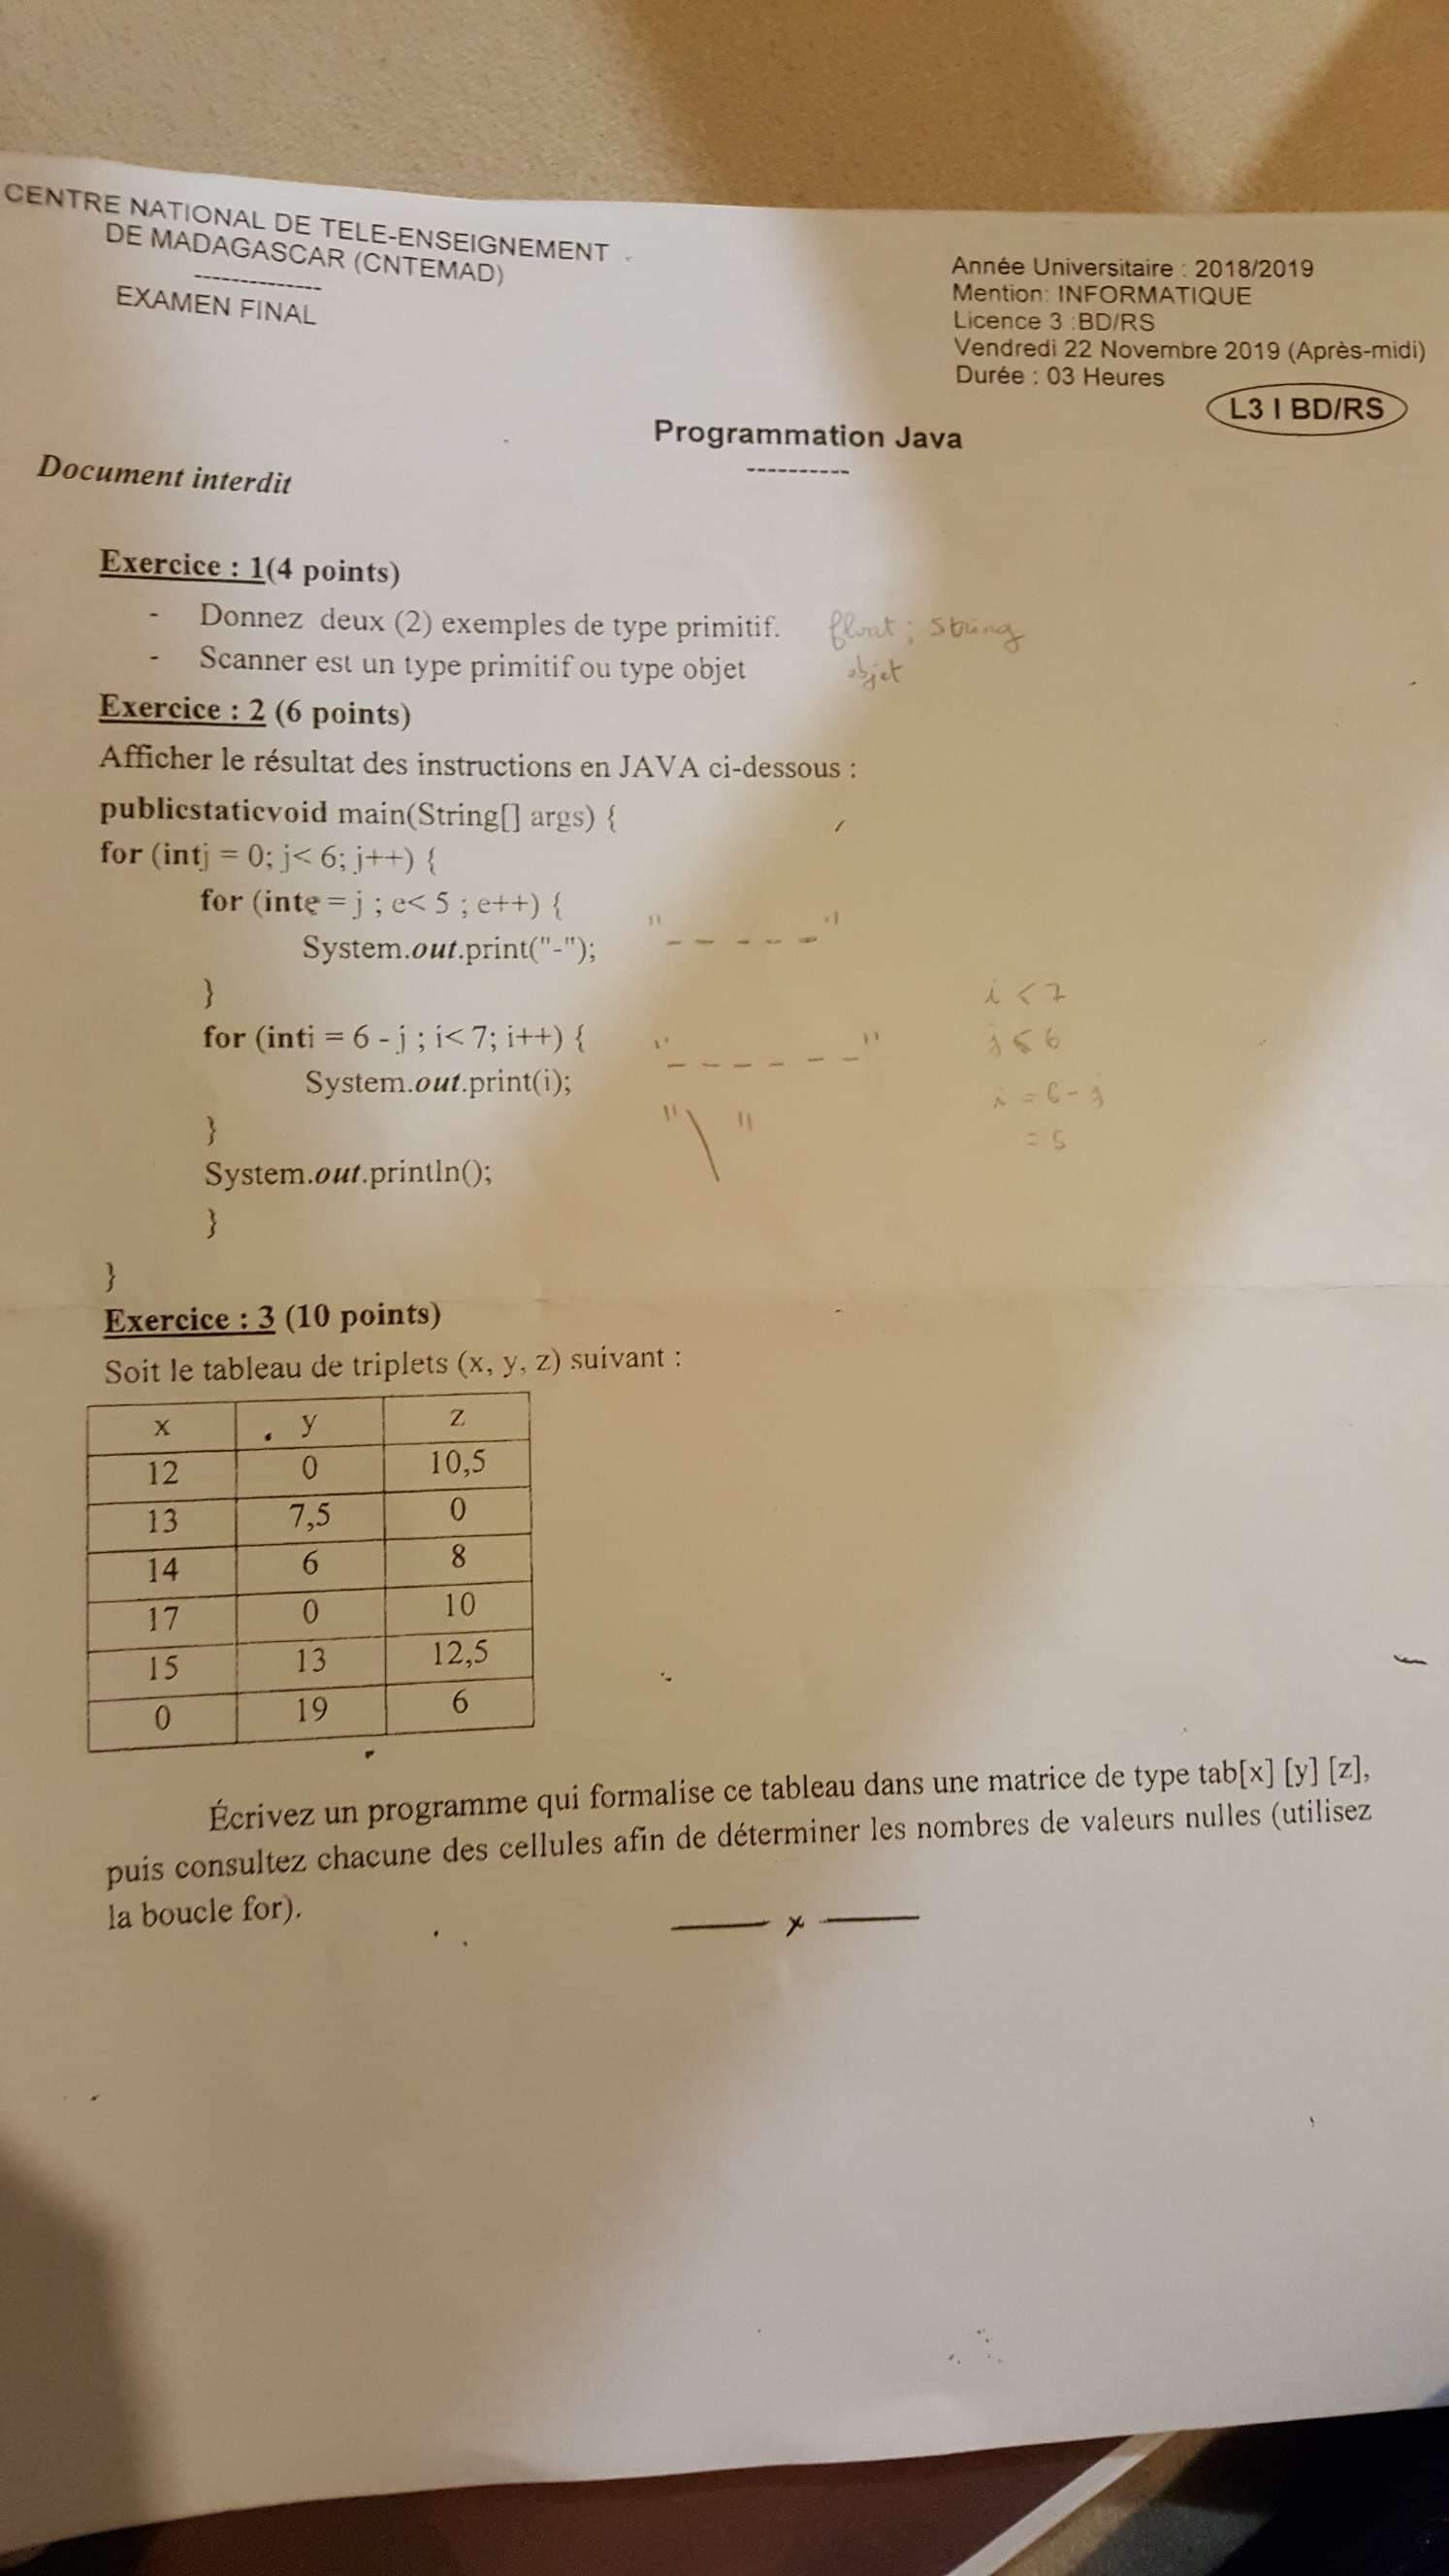 CENTRE NATIONAL DE TELE-ENSEIGNEMENT
DE MADAGASCAR (CNTEMAD)
--------------
EXAMEN FINAL
Année Universitaire : 2018/2019
Mention: INFORMATIQUE
Licence 3 :BD/RS
Vendredi 22 Novembre 2019 (Après-midi)
Durée : 03 Heures
L3 I BD/RS
Programmation Java
----------
Document interdit
Exercice : 1(4 points)
- Donnez deux (2) exemples de type primitif. float ; String
- Scanner est un type primitif ou type objet objet
Exercice : 2 (6 points)
Afficher le résultat des instructions en JAVA ci-dessous :
publicstaticvoid main(String[] args) {
for (intj = 0; j< 6; j++) {
for (inte = j ; e< 5 ; e++) {
System.out.print("-"); "- - - - -"
}
i < 7
for (inti = 6 - j ; i< 7; i++) { "- - - - - -" j ≤ 6
System.out.print(i);
i = 6 - j
} "\"
= 5
System.out.println();
}
}
Exercice : 3 (10 points)
Soit le tableau de triplets (x, y, z) suivant :
x y z
12 0 10,5
13 7,5 0
14 6 8
17 0 10
15 13 12,5
0 19 6
Écrivez un programme qui formalise ce tableau dans une matrice de type tab[x] [y] [z],
puis consultez chacune des cellules afin de déterminer les nombres de valeurs nulles (utilisez
la boucle for).
—— x ——